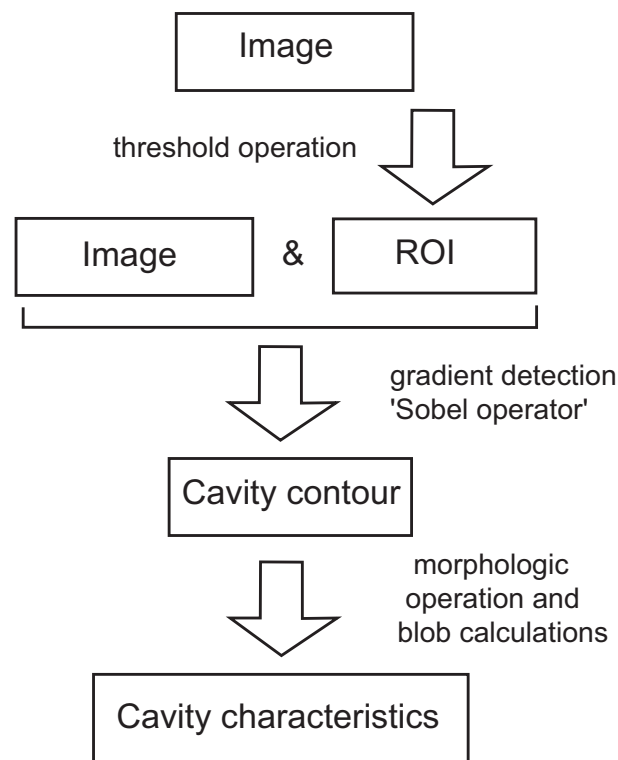 Image
threshold operation
Image & ROI
gradient detection
'Sobel operator'
Cavity contour
morphologic
operation and
blob calculations
Cavity characteristics